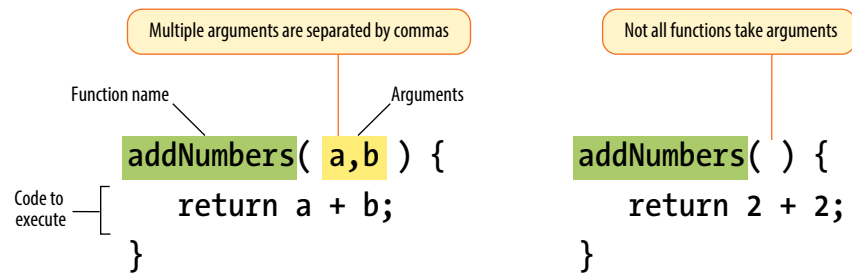 Multiple arguments are separated by commas
Not all functions take arguments
Function name
Arguments
addNumbers( a,b ) {
Code to
execute
return a + b;
}
addNumbers( ) {
return 2 + 2;
}